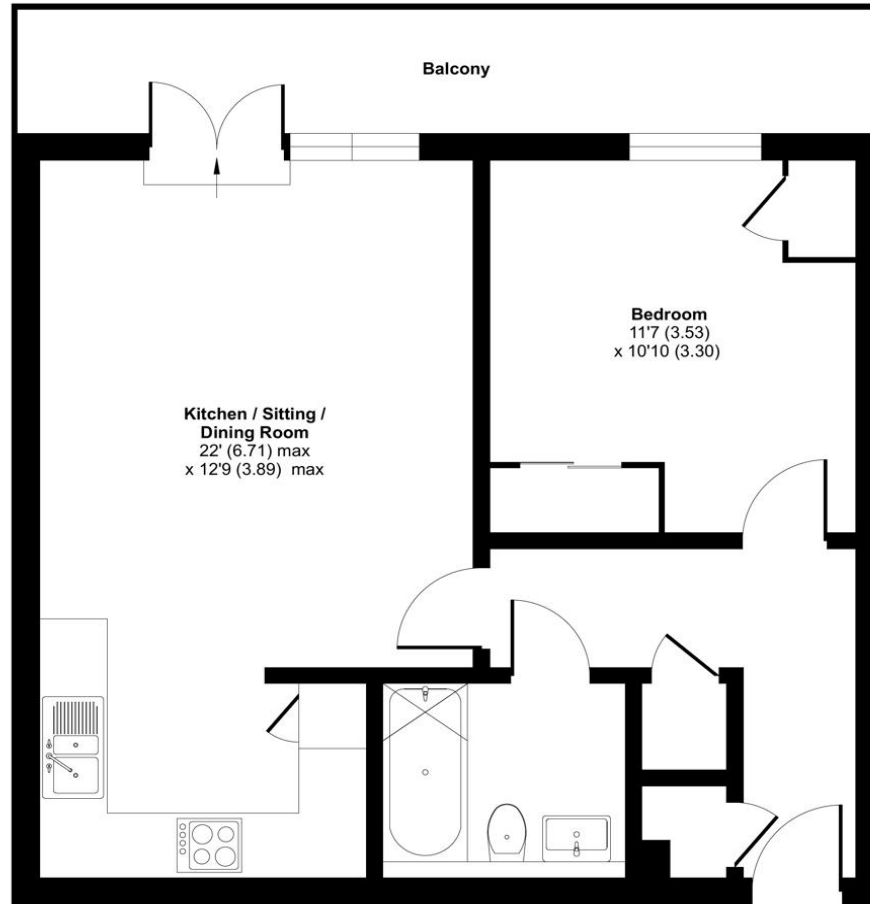 Balcony
Bedroom
11'7 (3.53)
x 10'10 (3.30)
Kitchen / Sitting /
Dining Room
22' (6.71) max
x 12'9 (3.89) max